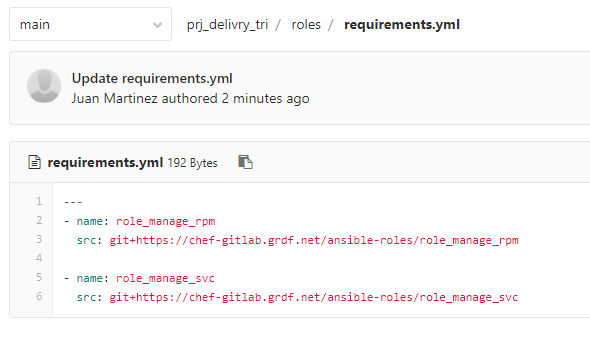 main prj_delivry_tri / roles / requirements.yml
Update requirements.yml
Juan Martinez authored 2 minutes ago
requirements.yml 192 Bytes
1 ---
2 - name: role_manage_rpm
3 src: git+https://chef-gitlab.grdf.net/ansible-roles/role_manage_rpm
4
5 - name: role_manage_svc
6 src: git+https://chef-gitlab.grdf.net/ansible-roles/role_manage_svc